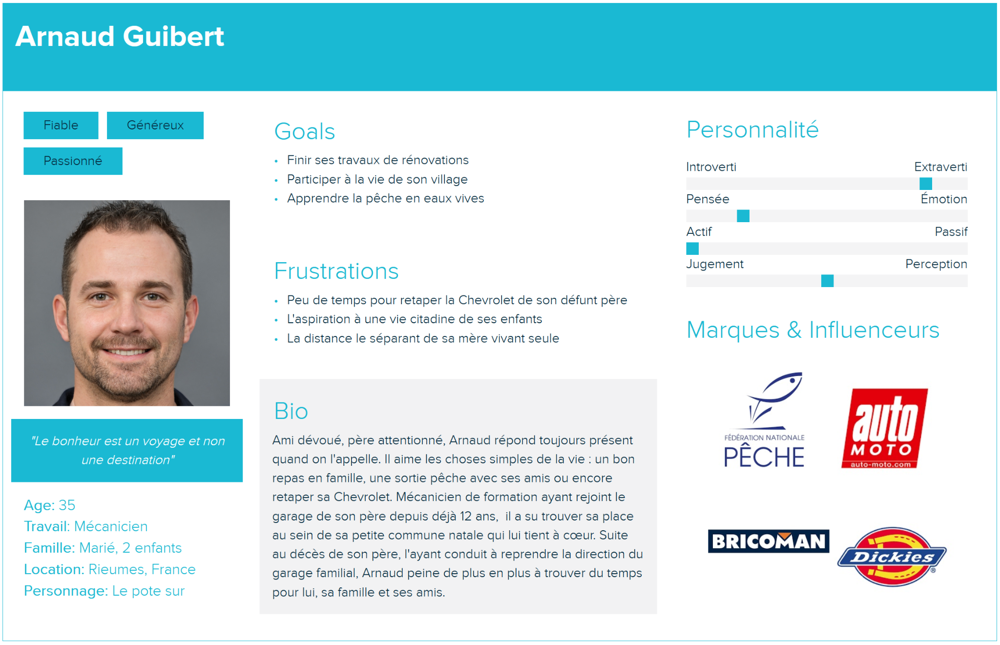 Arnaud Guibert
Fiable
Généreux
Passionné
"Le bonheur est un voyage et non
une destination"
Age: 35
Travail: Mécanicien
Famille: Marié, 2 enfants
Location: Rieumes, France
Personnage: Le pote sur
Goals
• Finir ses travaux de rénovations
• Participer à la vie de son village
• Apprendre la pêche en eaux vives
Frustrations
• Peu de temps pour retaper la Chevrolet de son défunt père
• L'aspiration à une vie citadine de ses enfants
• La distance le séparant de sa mère vivant seule
Bio
Ami dévoué, père attentionné, Arnaud répond toujours présent
quand on l'appelle. Il aime les choses simples de la vie : un bon
repas en famille, une sortie pêche avec ses amis ou encore
retaper sa Chevrolet. Mécanicien de formation ayant rejoint le
garage de son père depuis déjà 12 ans,  il a su trouver sa place
au sein de sa petite commune natale qui lui tient à cœur. Suite
au décès de son père, l'ayant conduit à reprendre la direction du
garage familial, Arnaud peine de plus en plus à trouver du temps
pour lui, sa famille et ses amis.
Personnalité
Introverti Extraverti
Pensée Émotion
Actif Passif
Jugement Perception
Marques & Influenceurs
FÉDÉRATION NATIONALE
PÊCHE
auto
MOTO
auto-moto.com
BRICOMAN
Dickies®